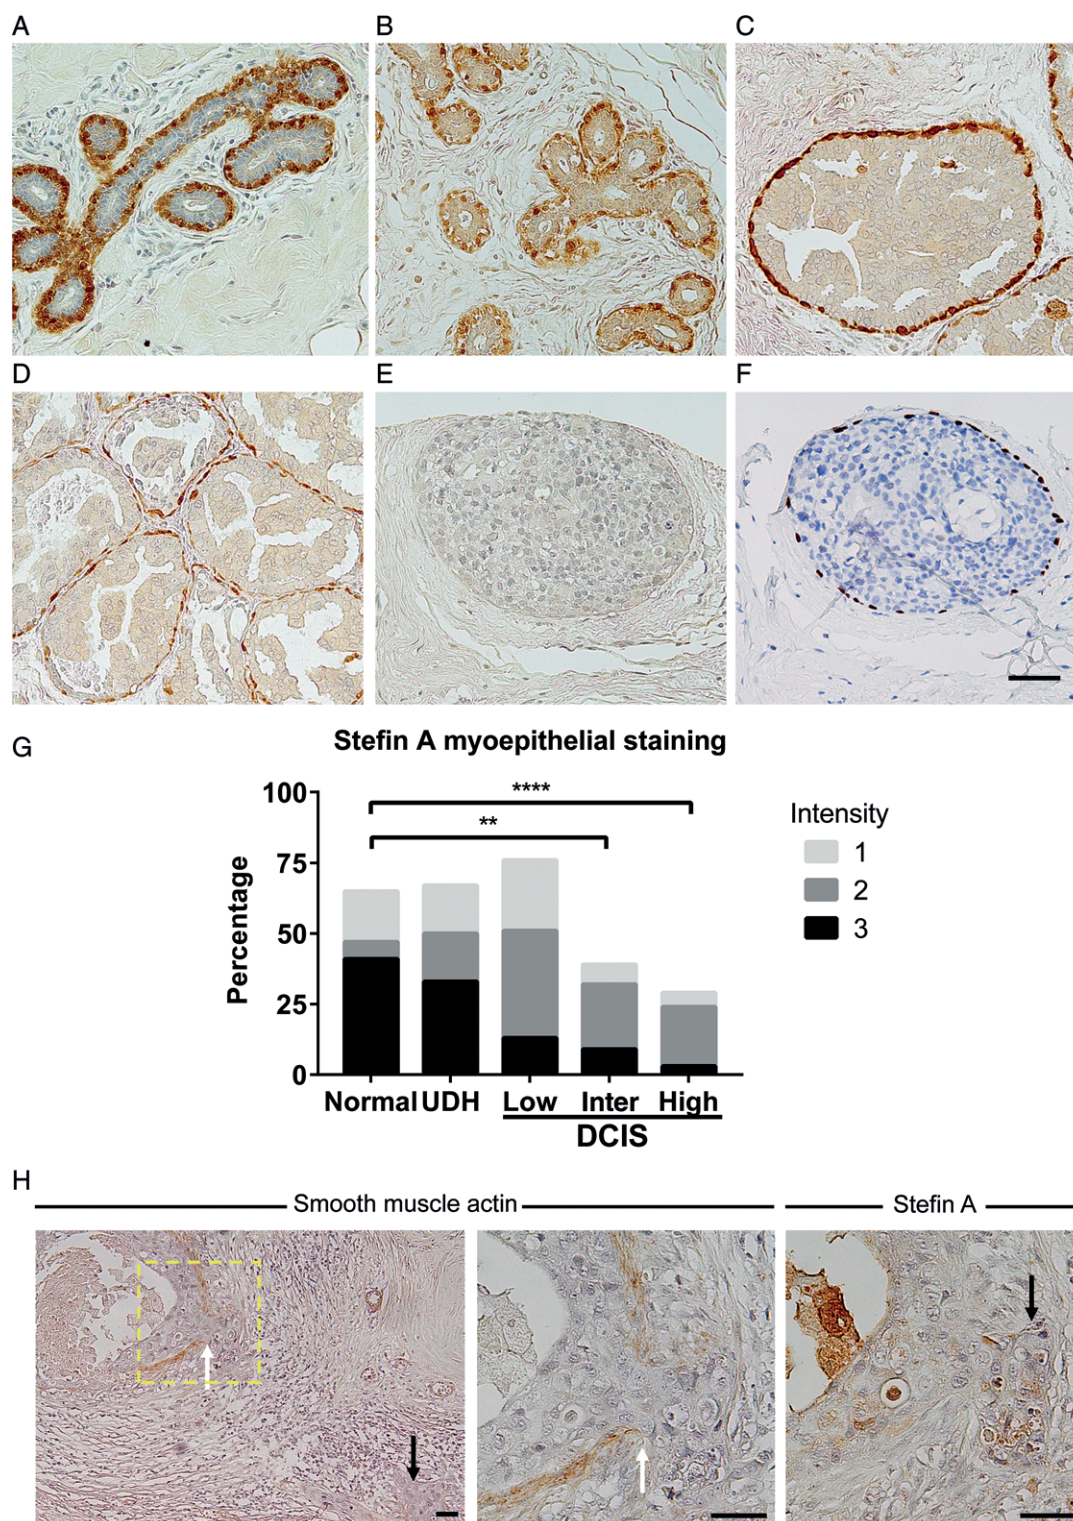 A B C
D E F
G
Stefin A myoepithelial staining
100
75
50
25
0
Percentage
****
**
Intensity
1
2
3
Normal UDH Low Inter High
DCIS
H
Smooth muscle actin Stefin A